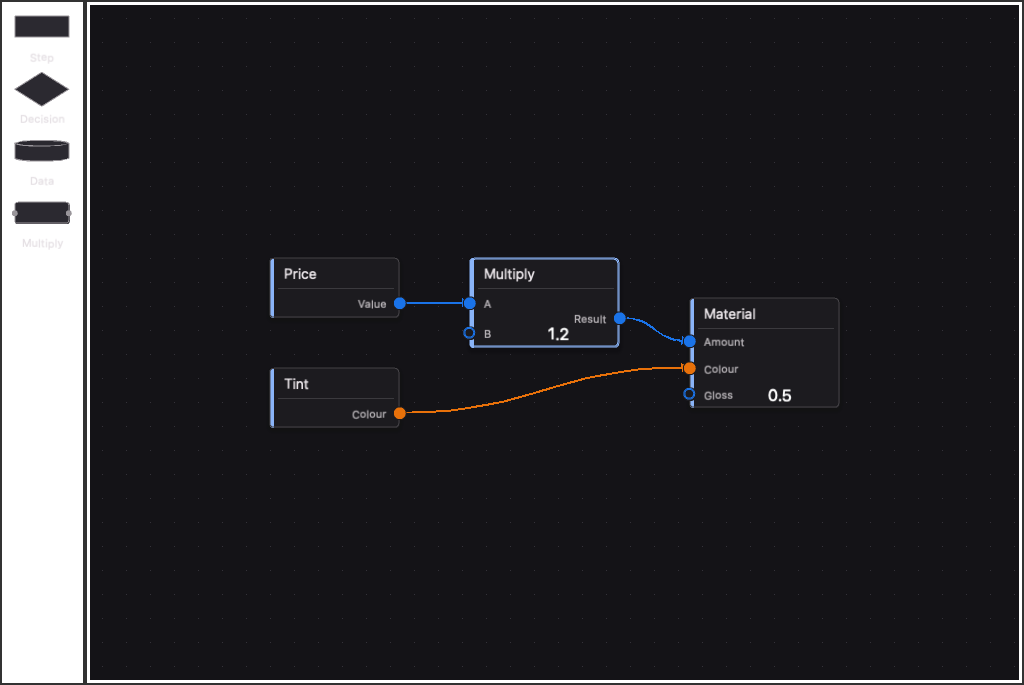 Step
Decision
Data
Multiply
Price
Value
Multiply
A
Result
B
1.2
Tint
Colour
Material
Amount
Colour
Gloss
0.5